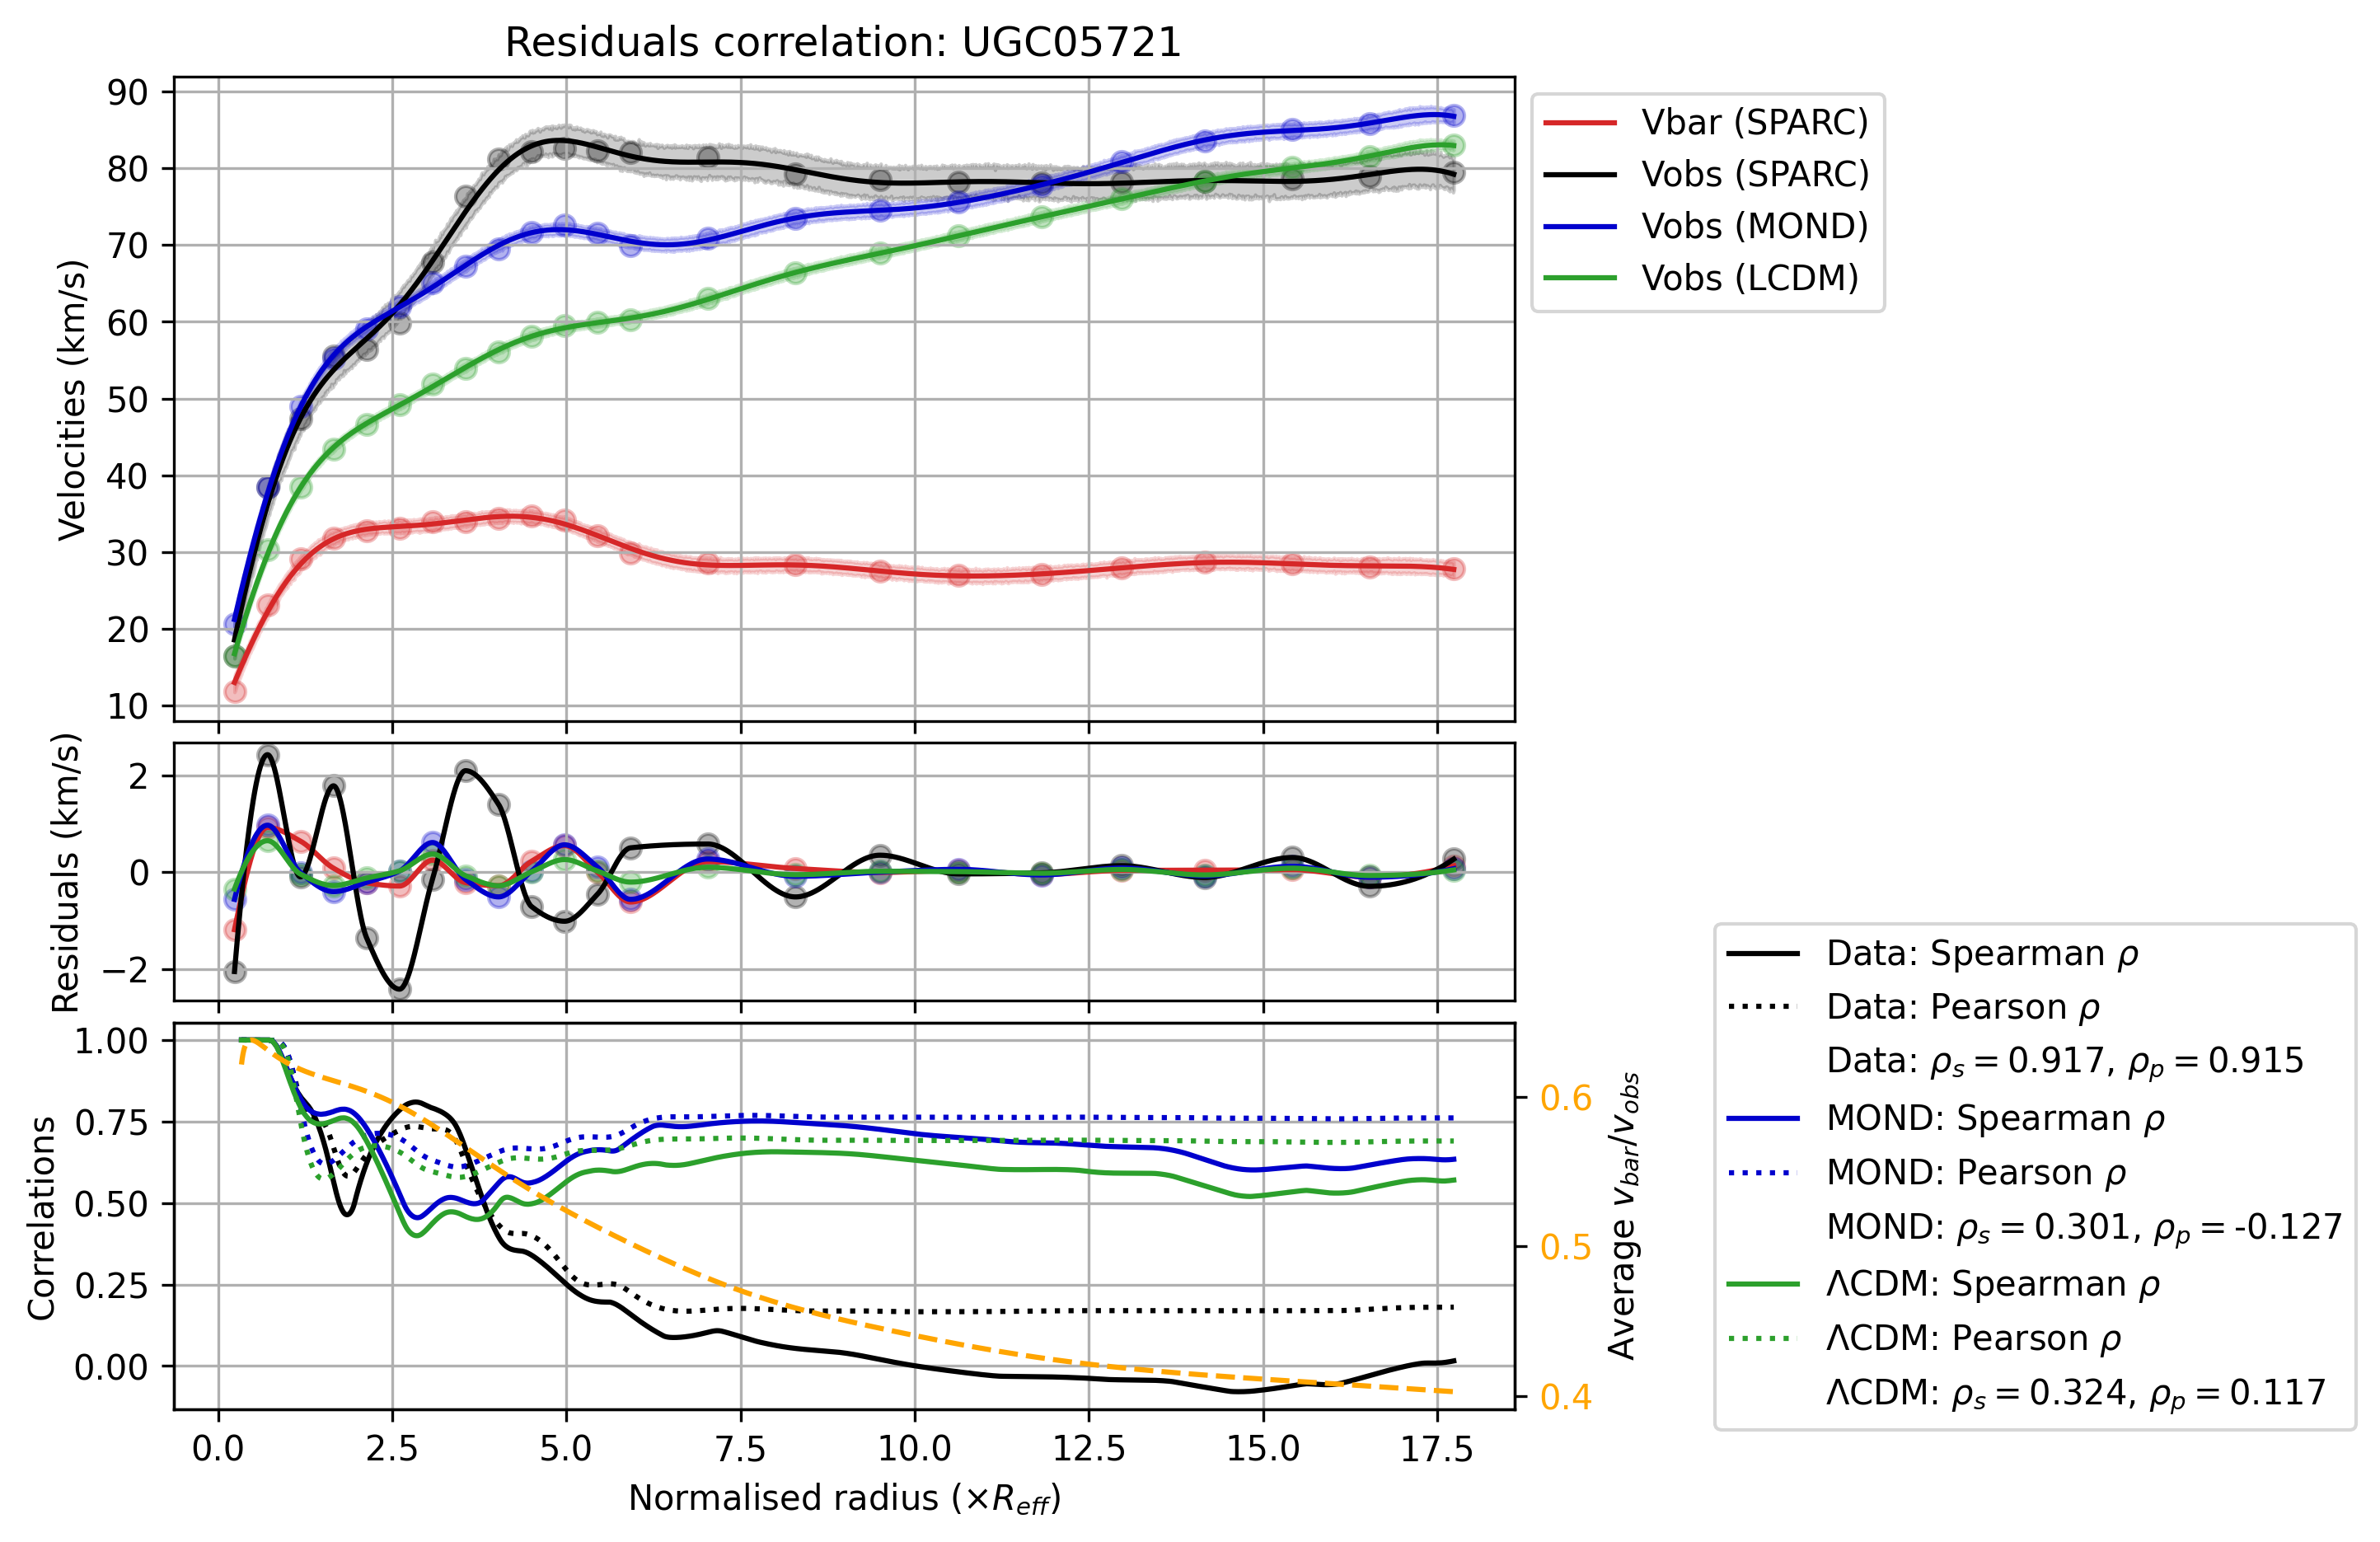 Residuals correlation: UGC05721
90
80
70
60
50
40
30
20
10
Velocities (km/s)
Vbar (SPARC)
Vobs (SPARC)
Vobs (MOND)
Vobs (LCDM)
2
0
−2
Residuals (km/s)
1.00
0.75
0.50
0.25
0.00
Correlations
0.6
0.5
0.4
Average v_bar/v_obs
0.0 2.5 5.0 7.5 10.0 12.5 15.0 17.5
Normalised radius (×R_eff)
Data: Spearman ρ
Data: Pearson ρ
Data: ρ_s = 0.917, ρ_p = 0.915
MOND: Spearman ρ
MOND: Pearson ρ
MOND: ρ_s = 0.301, ρ_p = -0.127
ΛCDM: Spearman ρ
ΛCDM: Pearson ρ
ΛCDM: ρ_s = 0.324, ρ_p = 0.117